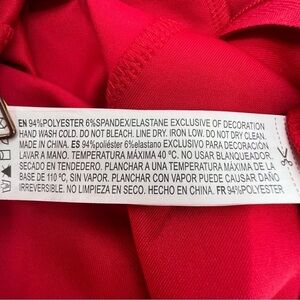 EN 94%POLYESTER 6%SPANDEX/ELASTANE EXCLUSIVE OF DECORATION
HAND WASH COLD. DO NOT BLEACH. LINE DRY. IRON LOW. DO NOT DRY CLEAN.
MADE IN CHINA. ES 94%poliéster 6%elastano EXCLUSIVO PARA DECORACIÓN
LAVAR A MANO. TEMPERATURA MÁXIMA 40 ºC. NO USAR BLANQUEADOR.
SECADO EN TENDEDERO. PLANCHAR A UNA TEMPERATURA MÁXIMA DE LA
BASE DE 110 ºC, SIN VAPOR. PLANCHAR CON VAPOR PUEDE CAUSAR DAÑO
IRREVERSIBLE. NO LIMPIEZA EN SECO. HECHO EN CHINA. FR 94%POLYESTER